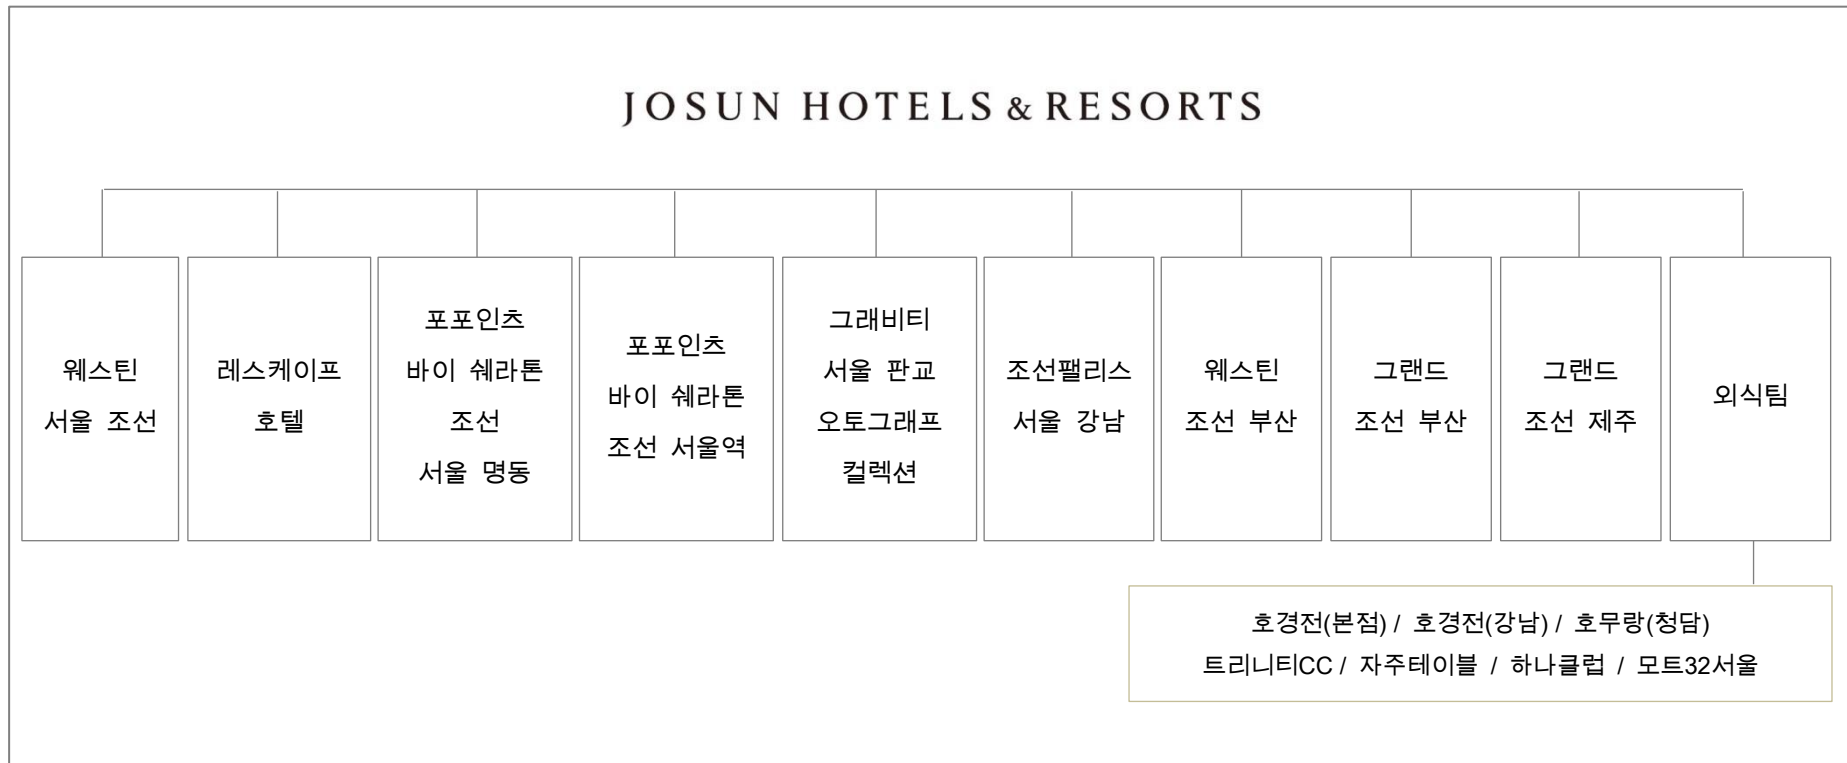 JOSUN HOTELS & RESORTS
웨스틴
서울 조선
레스케이프
호텔
포포인츠
바이 쉐라톤
조선
서울 명동
포포인츠
바이 쉐라톤
조선 서울역
그래비티
서울 판교
오토그래프
컬렉션
조선팰리스
서울 강남
웨스틴
조선 부산
그랜드
조선 부산
그랜드
조선 제주
외식팀
호경전(본점) / 호경전(강남) / 호무랑(청담)
트리니티CC / 자주테이블 / 하나클럽 / 모트32서울